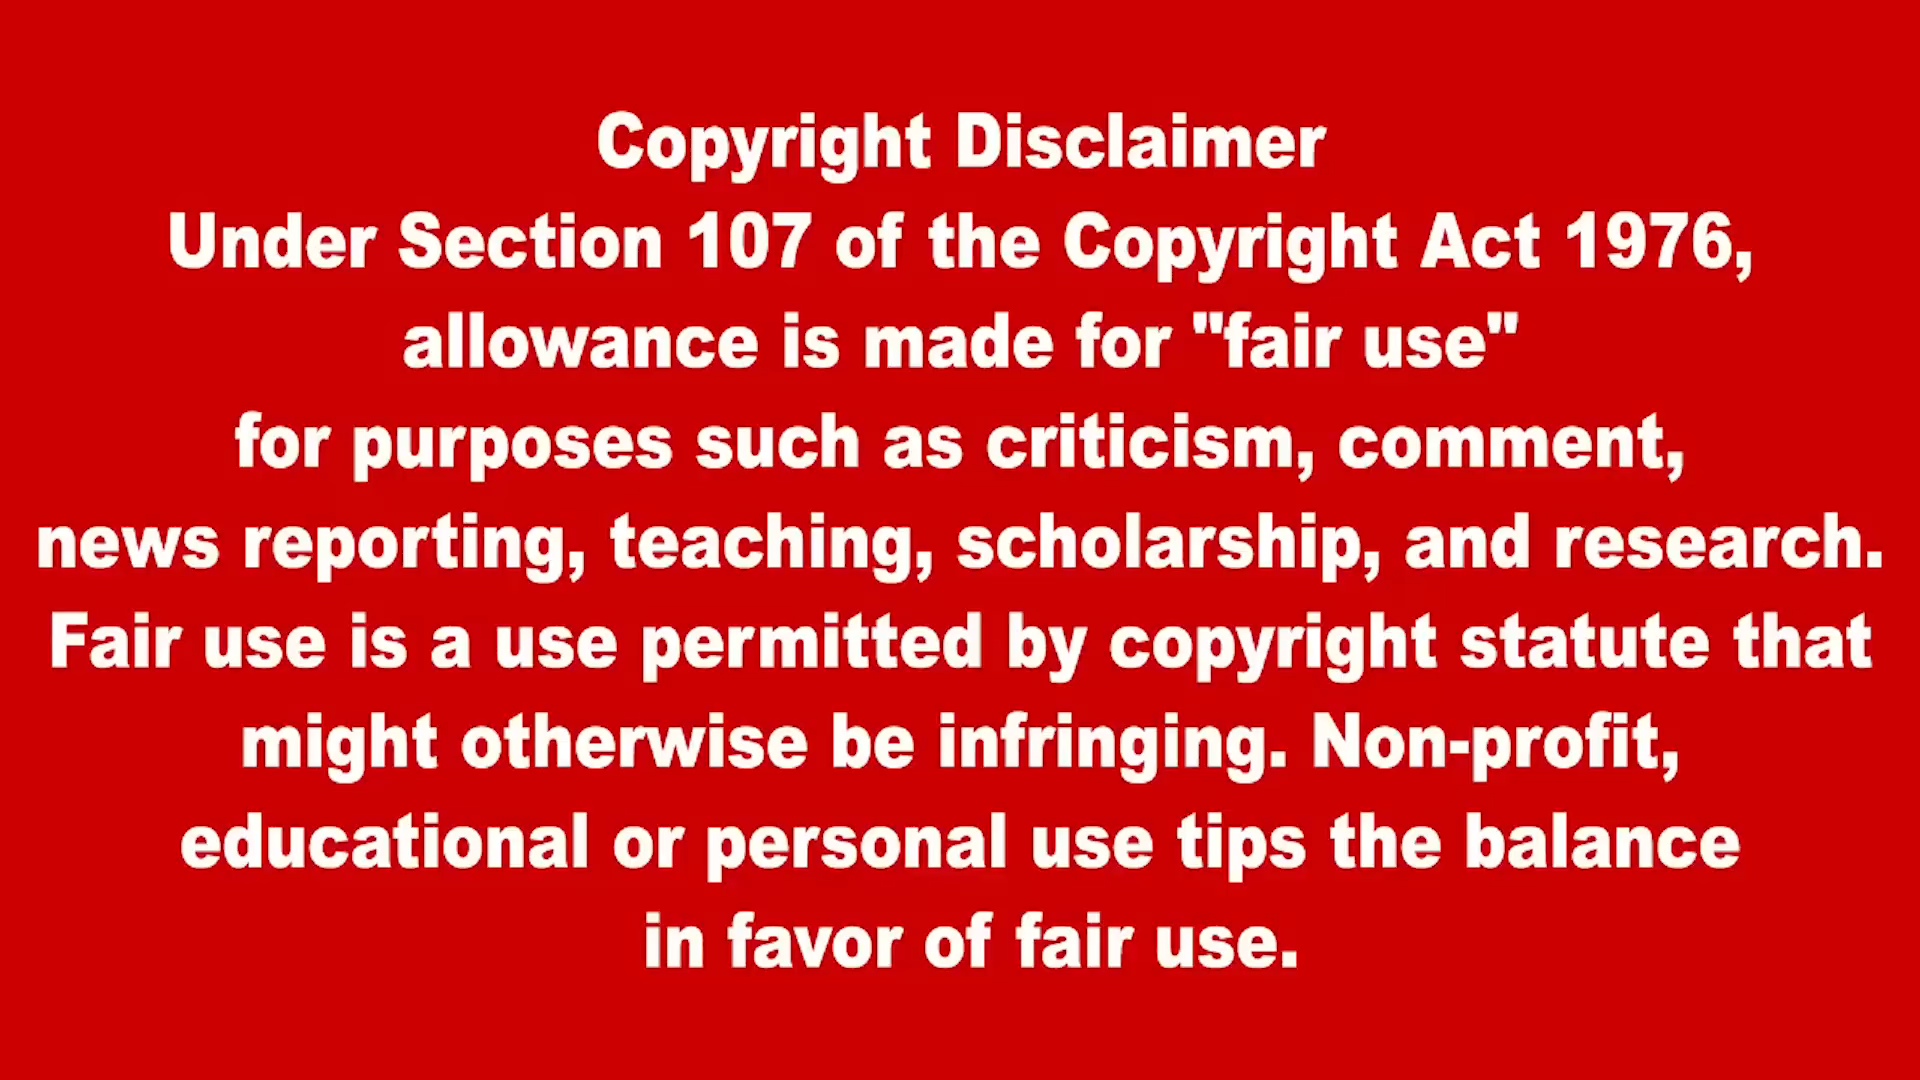 Copyright Disclaimer
Under Section 107 of the Copyright Act 1976,
allowance is made for "fair use"
for purposes such as criticism, comment,
news reporting, teaching, scholarship, and research.
Fair use is a use permitted by copyright statute that
might otherwise be infringing. Non-profit,
educational or personal use tips the balance
in favor of fair use.